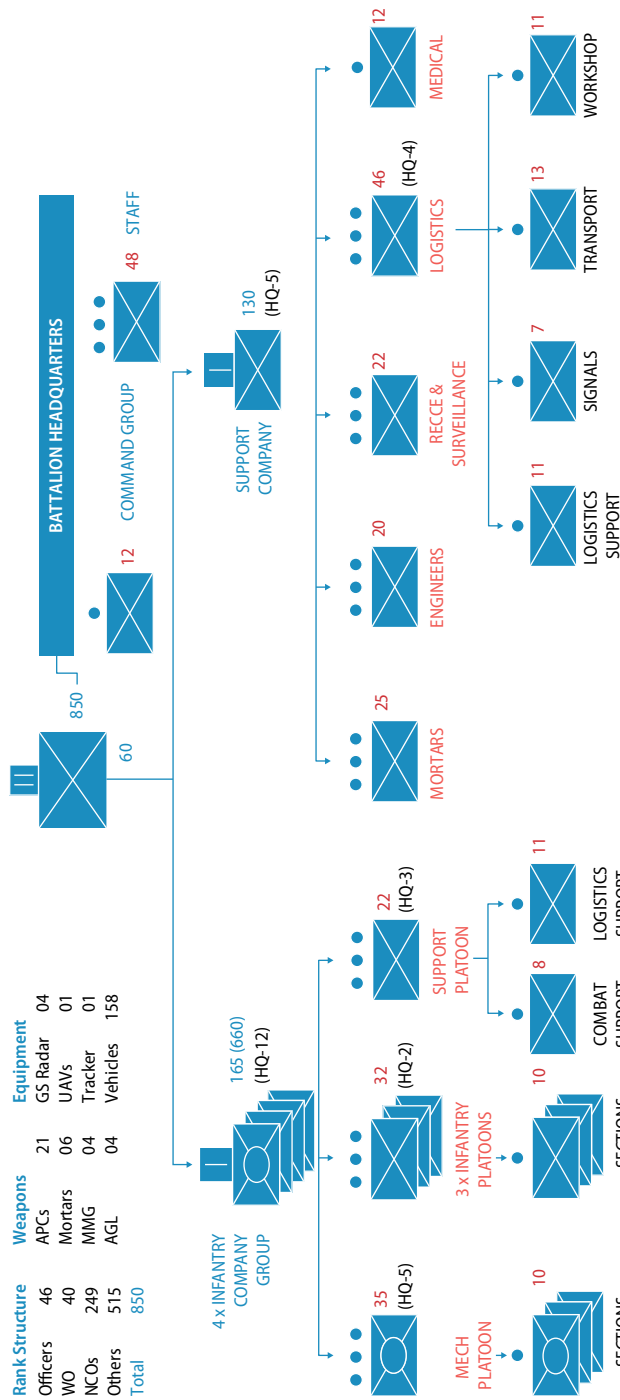 Rank Structure Weapons Equipment
Officers 46 APCs 21 GS Radar 04
WO 40 Mortars 06 UAVs 01
NCOs 249 MMG 04 Tracker 01
Others 515 AGL 04 Vehicles 158
Total 850
BATTALION HEADQUARTERS
850
60
12
COMMAND GROUP
48
STAFF
4 x INFANTRY
COMPANY
GROUP
165 (660)
(HQ-12)
SUPPORT
COMPANY
130
(HQ-5)
35
(HQ-5)
MECH
PLATOON
32
(HQ-2)
3 x INFANTRY
PLATOONS
22
(HQ-3)
SUPPORT
PLATOON
25
MORTARS
20
ENGINEERS
22
RECCE &
SURVEILLANCE
46
(HQ-4)
LOGISTICS
12
MEDICAL
10
SECTIONS
10
SECTIONS
8
COMBAT
SUPPORT
11
LOGISTICS
SUPPORT
11
LOGISTICS
SUPPORT
7
SIGNALS
13
TRANSPORT
11
WORKSHOP